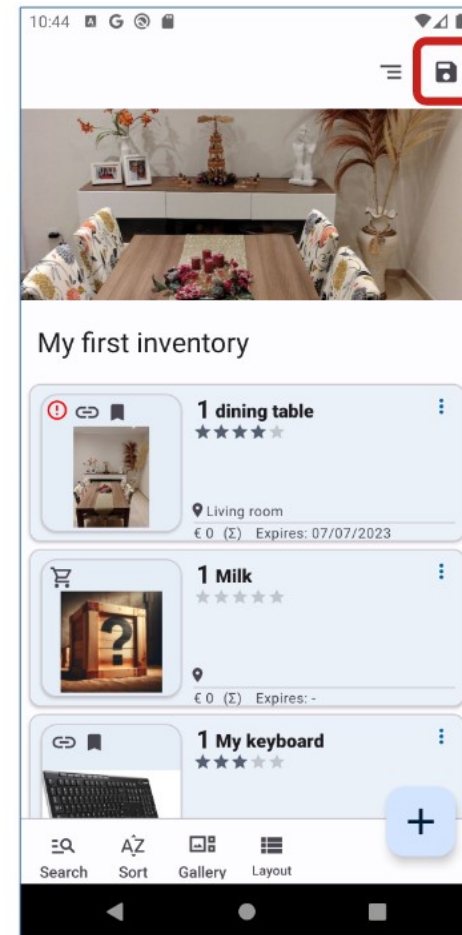 10:44 A G
My first inventory
1 dining table
Living room
€ 0 (Σ) Expires: 07/07/2023
1 Milk
?
€ 0 (Σ) Expires: -
1 My keyboard
+
AZ
Search Sort Gallery Layout